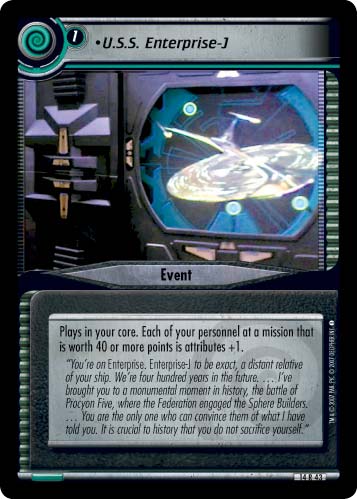 1
•U.S.S. Enterprise-J
Event
Plays in your core. Each of your personnel at a mission that
is worth 40 or more points is attributes +1.
"You're on Enterprise. Enterprise-J to be exact, a distant relative
of your ship. We're four hundred years in the future. … I've
brought you to a monumental moment in history, the battle of
Procyon Five, where the Federation engaged the Sphere Builders.
… You are the only one who can convince them of what I have
told you. It is crucial to history that you do not sacrifice yourself."
14 R 43